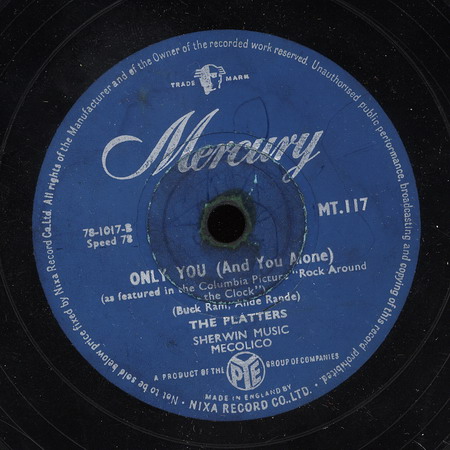 All rights of the Manufacturer and of the Owner of the recorded work reserved. Unauthorised public performance, broadcasting and copying of this record prohibited.
TRADE MARK
Mercury
MT.117
78-1017-B
Speed 78
ONLY YOU (And You Alone)
(as featured in the Columbia Picture "Rock Around
the Clock")
(Buck Ram, Ande Rande)
THE PLATTERS
SHERWIN MUSIC
MECOLICO
A PRODUCT OF THE PYE GROUP OF COMPANIES
MADE IN ENGLAND BY
NIXA RECORD CO., LTD.
Not to be sold below price fixed by Nixa Record Co. Ltd.